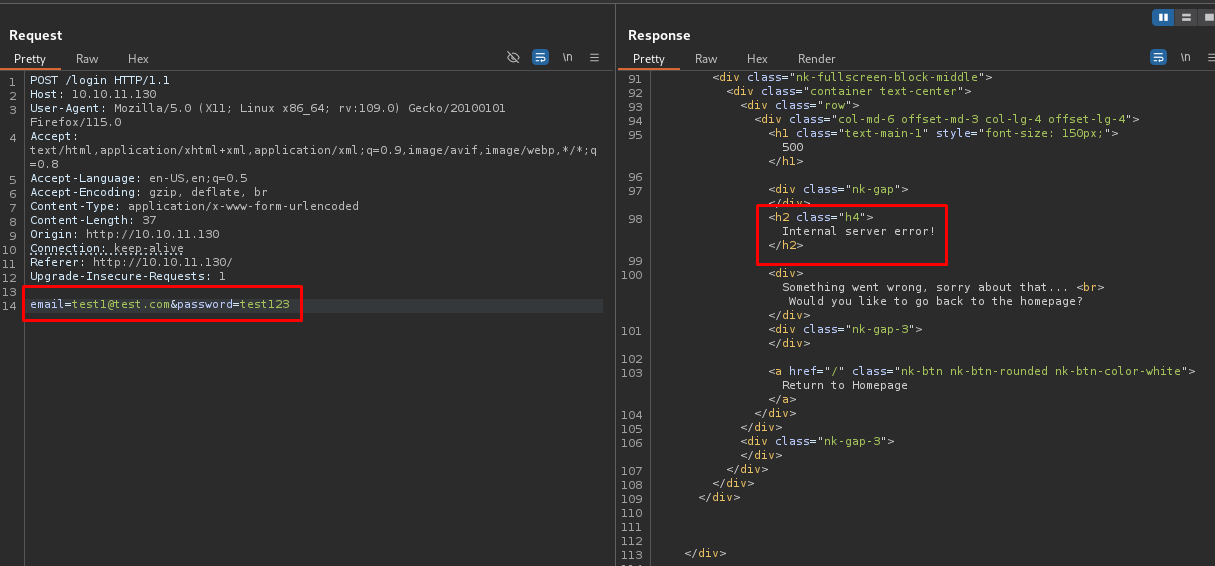 Request
Pretty Raw Hex
\n
1 POST /login HTTP/1.1
2 Host: 10.10.11.130
3 User-Agent: Mozilla/5.0 (X11; Linux x86_64; rv:109.0) Gecko/20100101
Firefox/115.0
4 Accept:
text/html,application/xhtml+xml,application/xml;q=0.9,image/avif,image/webp,*/*;q
=0.8
5 Accept-Language: en-US,en;q=0.5
6 Accept-Encoding: gzip, deflate, br
7 Content-Type: application/x-www-form-urlencoded
8 Content-Length: 37
9 Origin: http://10.10.11.130
10 Connection: keep-alive
11 Referer: http://10.10.11.130/
12 Upgrade-Insecure-Requests: 1
13
14 email=test1@test.com&password=test123
Response
Pretty Raw Hex Render
\n
91 <div class="nk-fullscreen-block-middle">
92 <div class="container text-center">
93 <div class="row">
94 <div class="col-md-6 offset-md-3 col-lg-4 offset-lg-4">
95 <h1 class="text-main-1" style="font-size: 150px;">
500
</h1>
96
97 <div class="nk-gap">
</div>
98 <h2 class="h4">
Internal server error!
</h2>
99
100 <div>
Something went wrong, sorry about that... <br>
Would you like to go back to the homepage?
</div>
101 <div class="nk-gap-3">
</div>
102
103 <a href="/" class="nk-btn nk-btn-rounded nk-btn-color-white">
Return to Homepage
</a>
104 </div>
105 </div>
106 <div class="nk-gap-3">
</div>
107 </div>
108 </div>
109 </div>
110
111
112
113 </div>